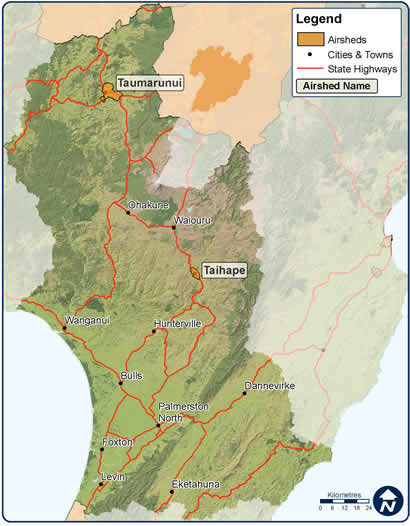 Legend
Airsheds
Cities & Towns
State Highways
Airshed Name
Taumarunui
Ohakune
Waiouru
Taihape
Wanganui
Hunterville
Bulls
Dannevirke
Palmerston
North
Foxton
Levin
Eketahuna
Kilometres
0 6 12 18 24
N